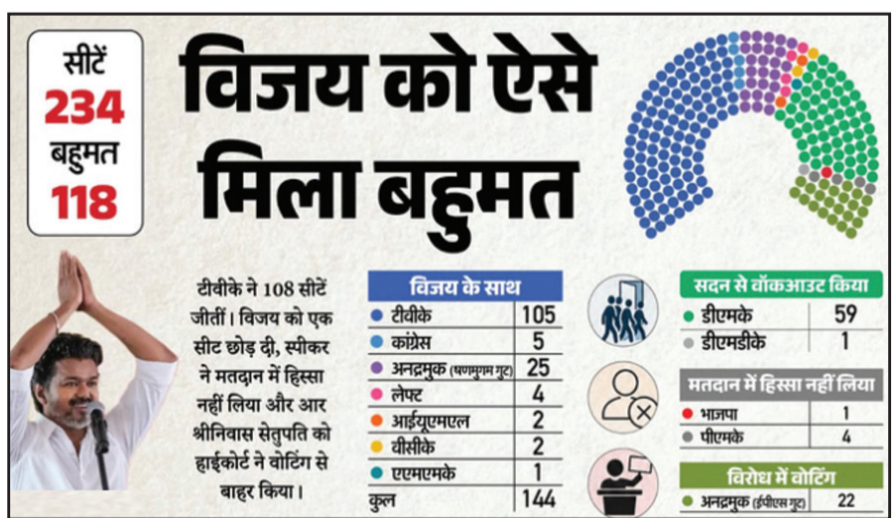 सीटें
234
बहुमत
118
विजय को ऐसे
मिला बहुमत
टीवीके ने 108 सीटें
जीतीं। विजय को एक
सीट छोड़ दी, स्पीकर
ने मतदान में हिस्सा
नहीं लिया और आर
श्रीनिवास सेतुपति को
हाईकोर्ट ने वोटिंग से
बाहर किया।
विजय के साथ
टीवीके 105
कांग्रेस 5
अनद्रमुक (षणमुगम गुट) 25
लेफ्ट 4
आईयूएमएल 2
वीसीके 2
एएमएमके 1
कुल 144
सदन से वॉकआउट किया
डीएमके 59
डीएमडीके 1
मतदान में हिस्सा नहीं लिया
भाजपा 1
पीएमके 4
विरोध में वोटिंग
अनद्रमुक (ईपीएस गुट) 22